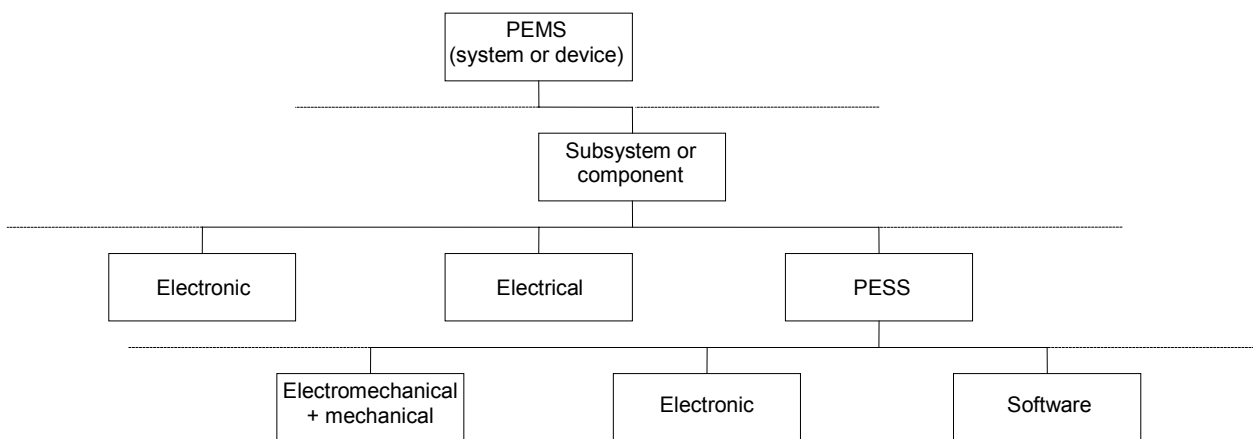 PEMS
(system or device)
Subsystem or
component
Electronic
Electrical
PESS
Electromechanical
+ mechanical
Electronic
Software